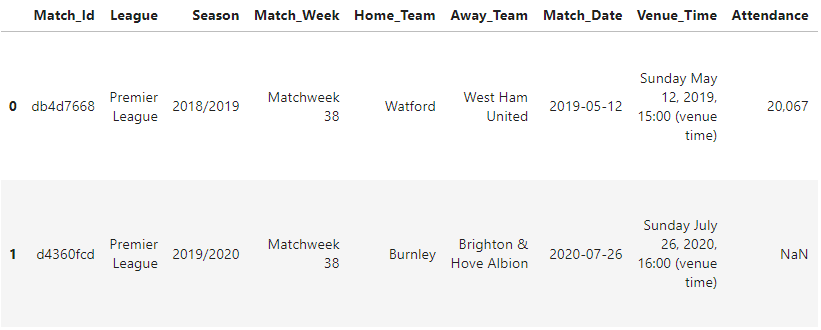 Match_Id League Season Match_Week Home_Team Away_Team Match_Date Venue_Time Attendance
0 db4d7668 Premier League 2018/2019 Matchweek 38 Watford West Ham United 2019-05-12 Sunday May 12, 2019, 15:00 (venue time) 20,067
1 d4360fcd Premier League 2019/2020 Matchweek 38 Burnley Brighton & Hove Albion 2020-07-26 Sunday July 26, 2020, 16:00 (venue time) NaN